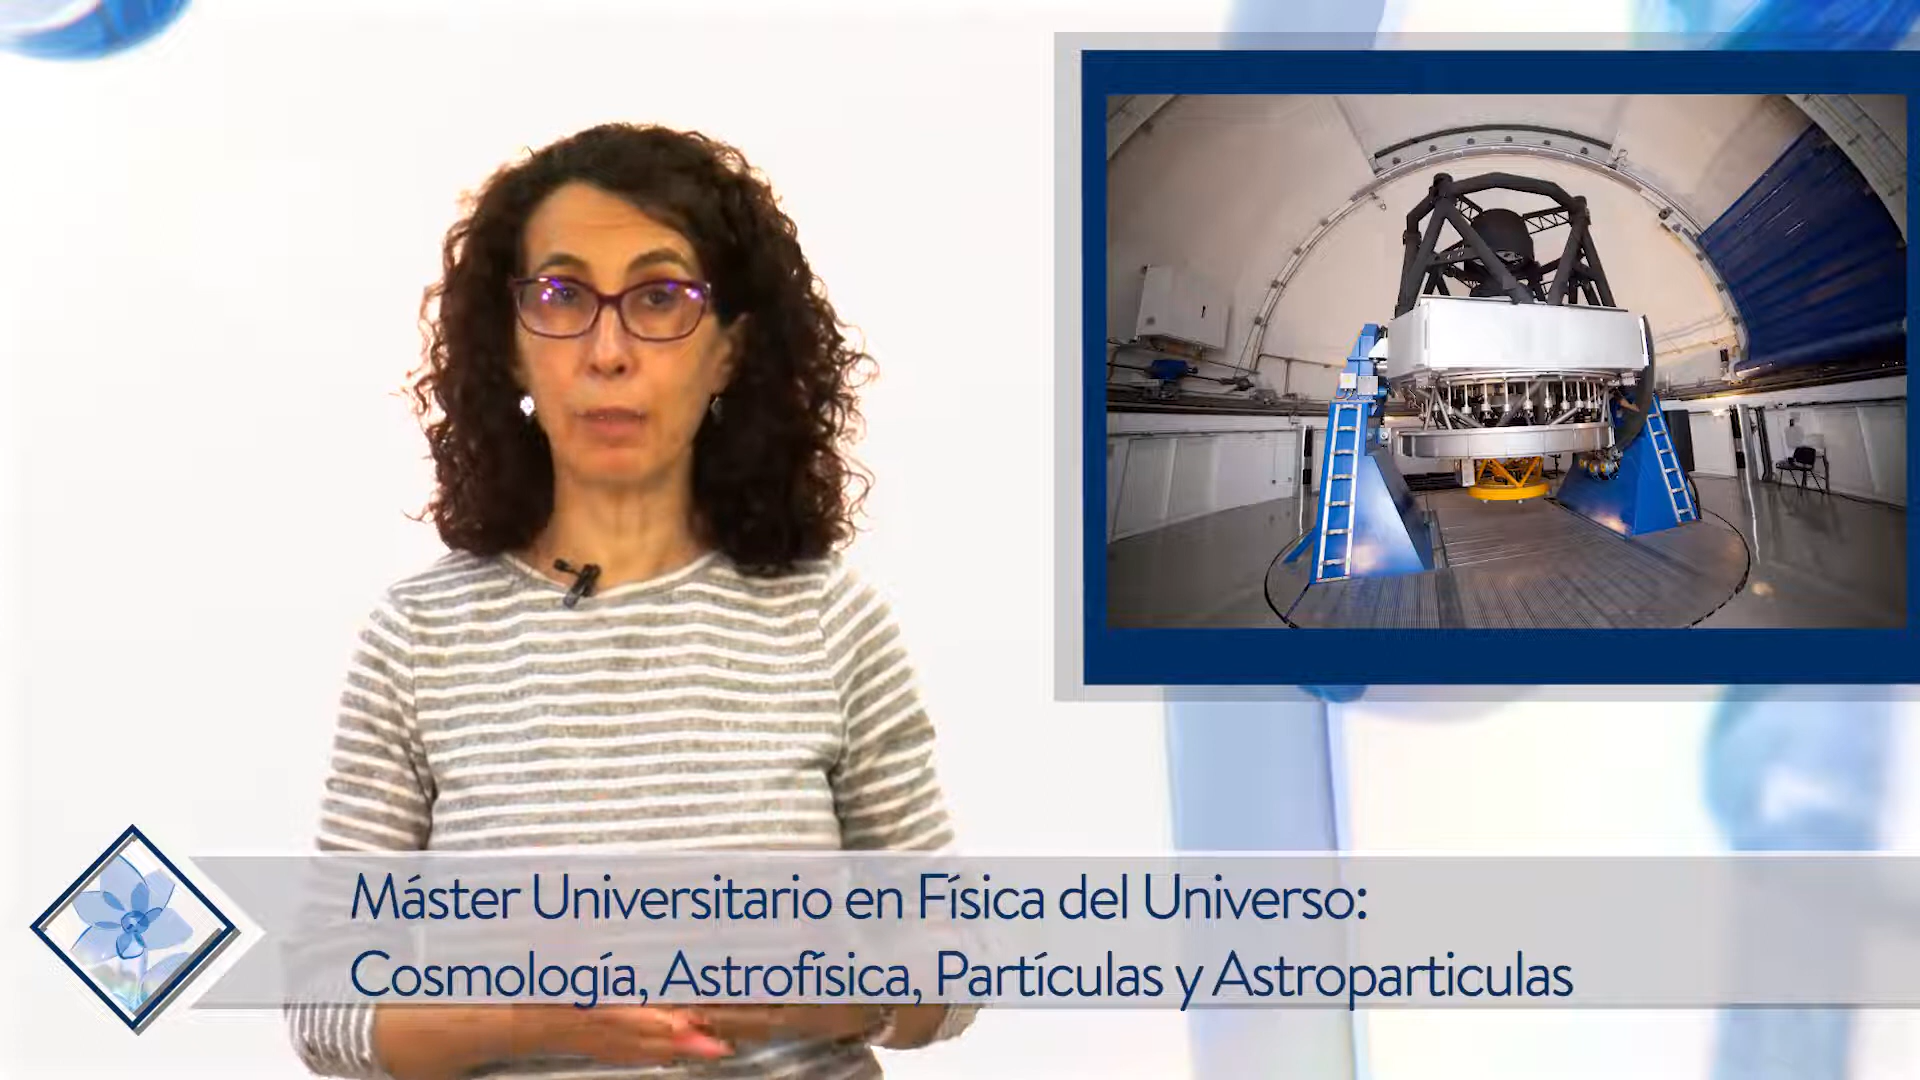 Máster Universitario en Física del Universo:
Cosmología, Astrofísica, Partículas y Astroparticulas